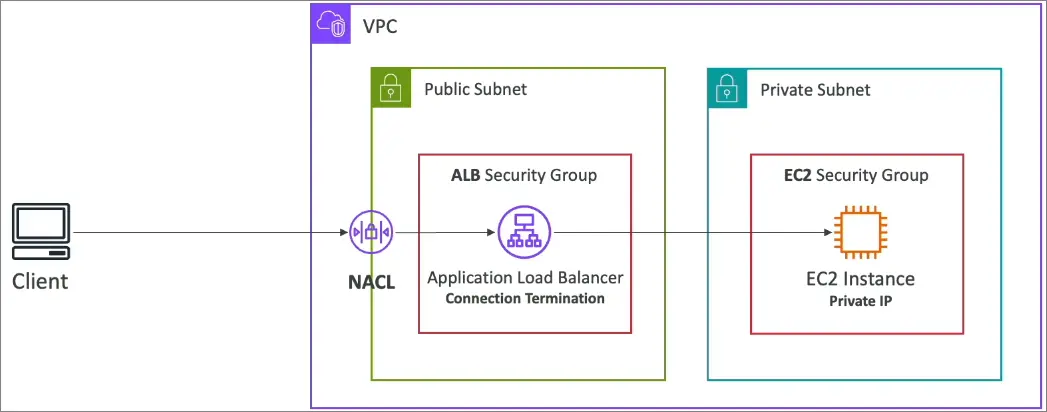 VPC
Public Subnet
Private Subnet
ALB Security Group
EC2 Security Group
Client
NACL
Application Load Balancer
Connection Termination
EC2 Instance
Private IP